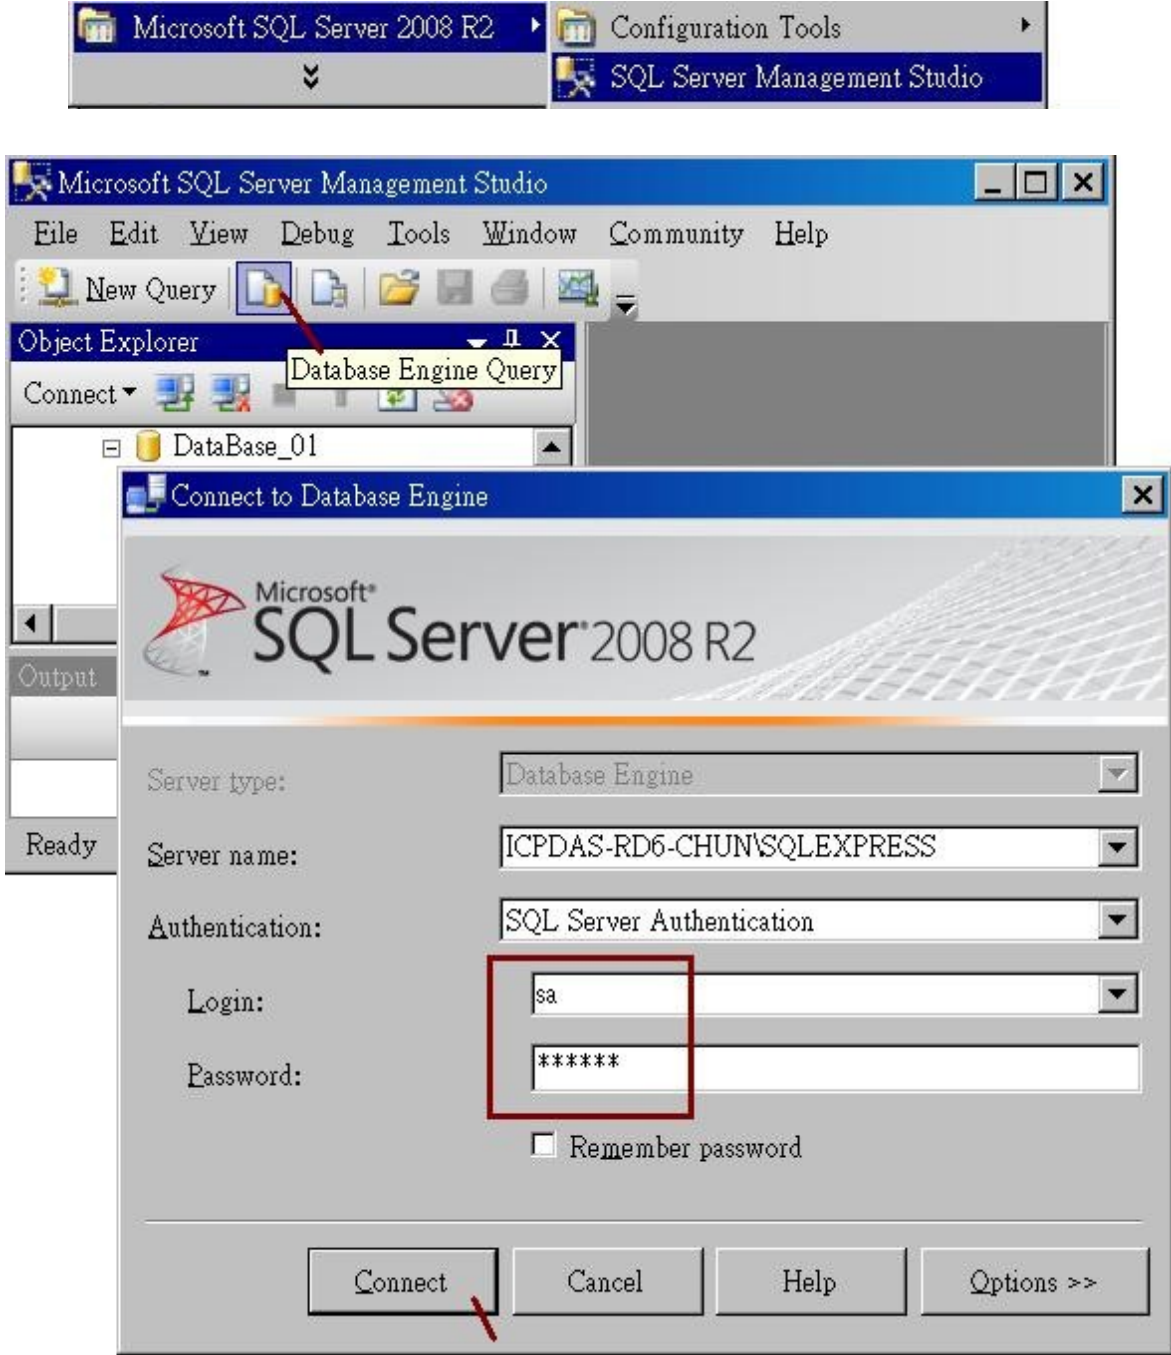 Microsoft SQL Server 2008 R2
Configuration Tools
SQL Server Management Studio
Microsoft SQL Server Management Studio
File Edit View Debug Tools Window Community Help
New Query
Object Explorer
Database Engine Query
Connect
DataBase_01
Connect to Database Engine
Microsoft®
SQL Server® 2008 R2
Output
Server type: Database Engine
Ready
Server name: ICPDAS-RD6-CHUN\SQLEXPRESS
Authentication: SQL Server Authentication
Login: sa
Password: ******
Remember password
Connect Cancel Help Options >>